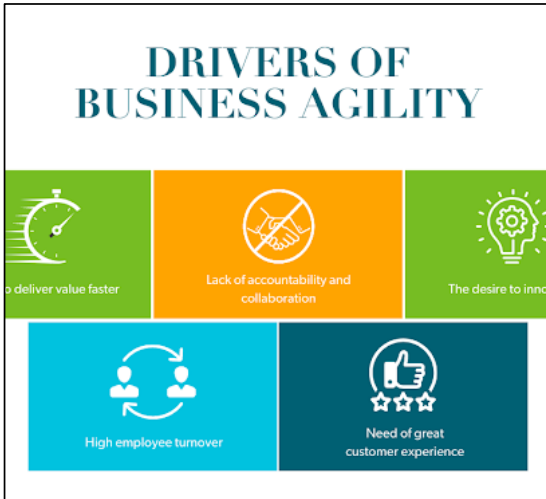 DRIVERS OF
BUSINESS AGILITY
o deliver value faster
Lack of accountability and
collaboration
The desire to inno
High employee turnover
Need of great
customer experience